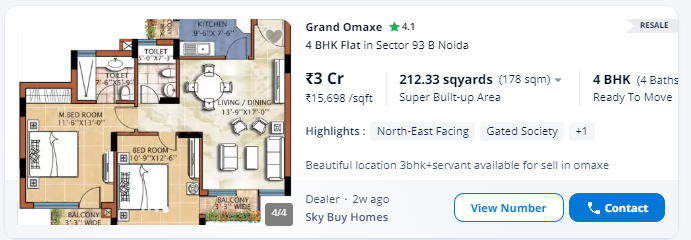 KITCHEN
9'-6"X 7'-6"
TOILET
5'-0"X7'-3"
TOILET
7'-6"X5'-0"
LIVING / DINING
13'-9"X17'-0"
M.BED ROOM
11'-6"X13'-0"
BED ROOM
10'-9"X12'-6"
BALCONY
3'-3" WIDE
BALCONY
3'-3" WIDE
4/4
Grand Omaxe 4.1
RESALE
4 BHK Flat in Sector 93 B Noida
₹3 Cr
₹15,698 /sqft
212.33 sqyards (178 sqm)
Super Built-up Area
4 BHK (4 Baths
Ready To Move
Highlights : North-East Facing Gated Society +1
Beautiful location 3bhk+servant available for sell in omaxe
Dealer · 2w ago
Sky Buy Homes
View Number
Contact